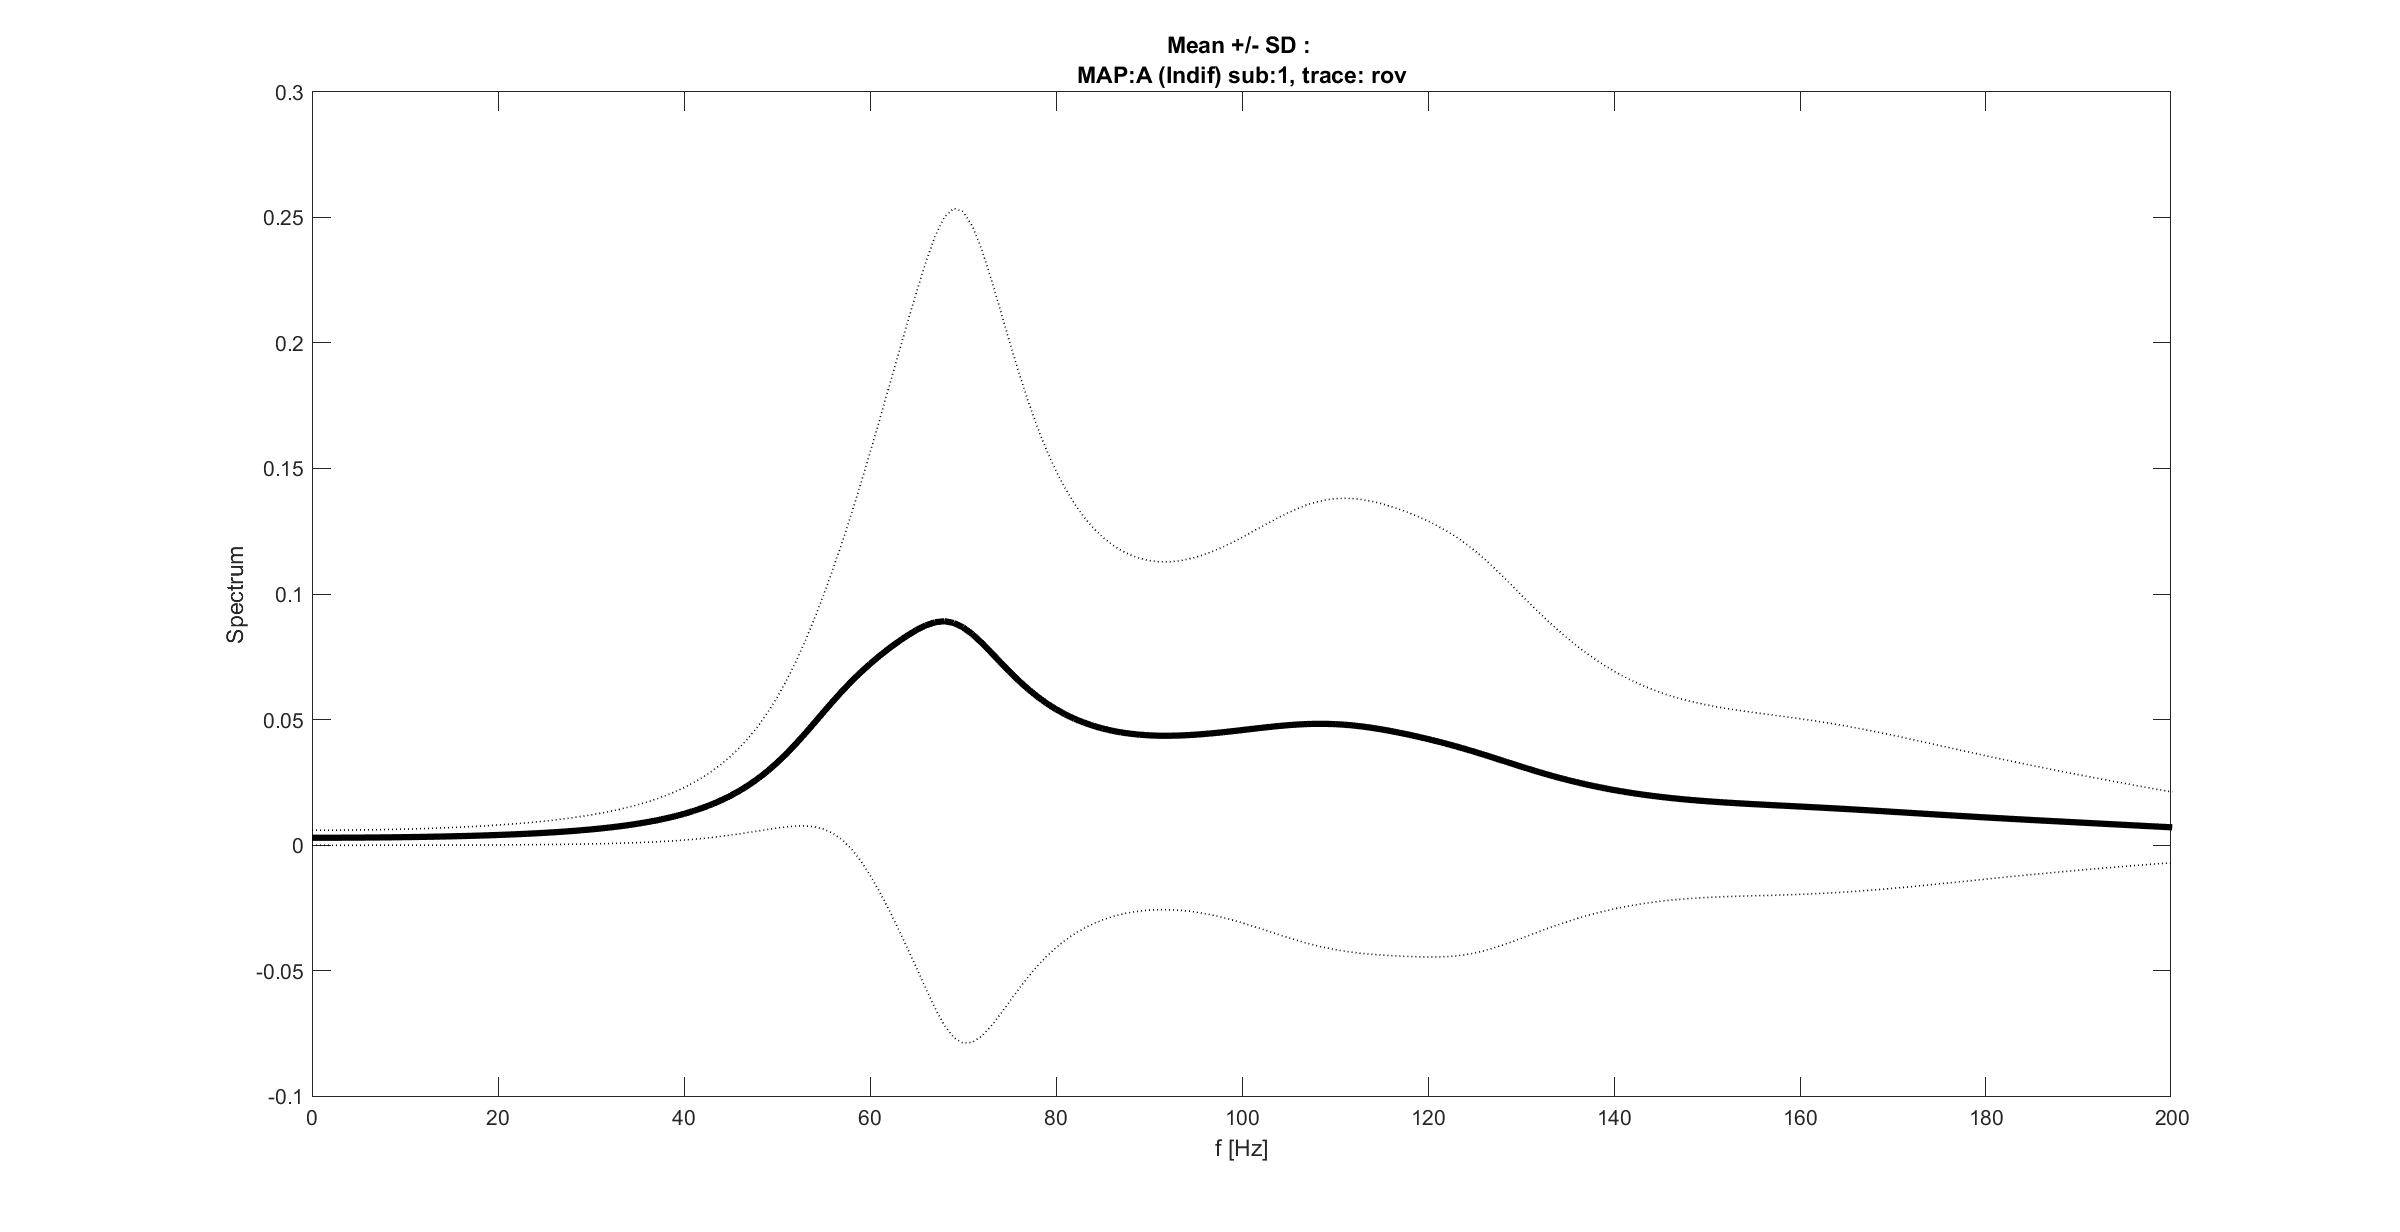 Mean +/- SD :
MAP:A (Indif) sub:1, trace: rov
0.3
0.25
0.2
0.15
0.1
0.05
0
-0.05
-0.1
Spectrum
0 20 40 60 80 100 120 140 160 180 200
f [Hz]